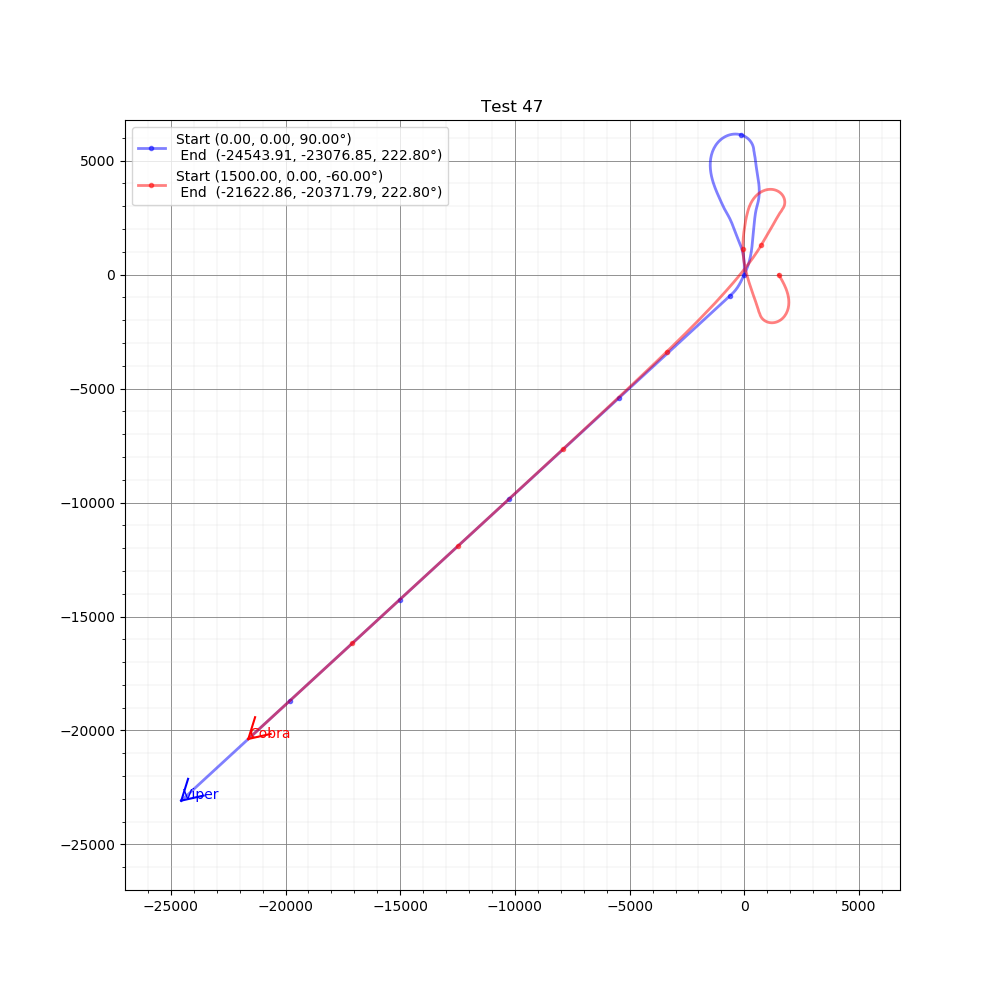 Test 47
Start (0.00, 0.00, 90.00°)
End (-24543.91, -23076.85, 222.80°)
Start (1500.00, 0.00, -60.00°)
End (-21622.86, -20371.79, 222.80°)
5000
0
−5000
−10000
−15000
−20000
−25000
Cobra
Viper
−25000 −20000 −15000 −10000 −5000 0 5000